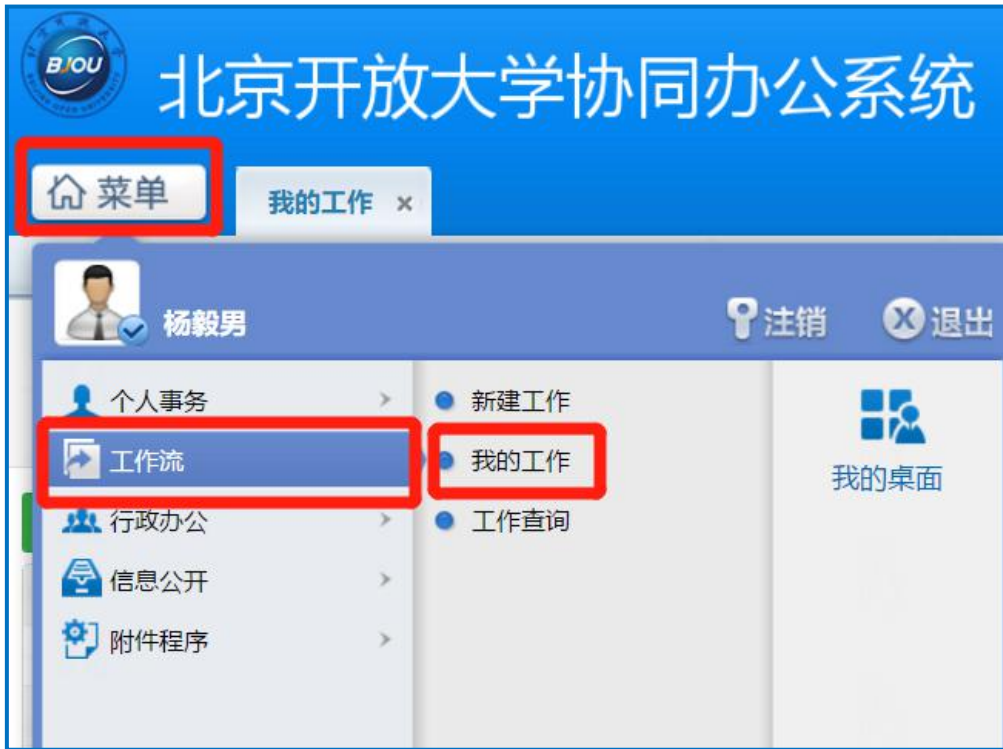 BJOU
北京开放大学协同办公系统
菜单
我的工作 ×
杨毅男
注销
退出
个人事务
新建工作
工作流
我的工作
我的桌面
行政办公
工作查询
信息公开
附件程序